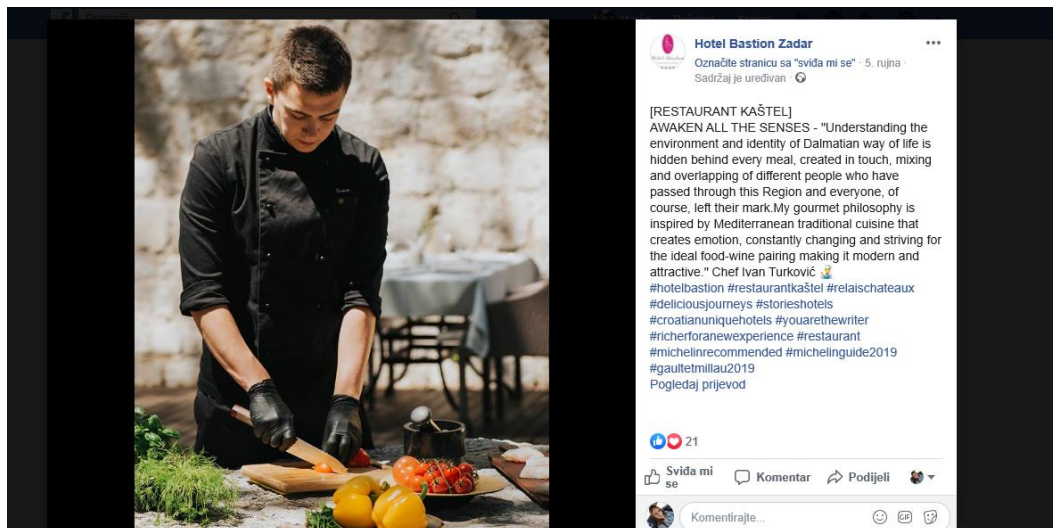 Hotel Bastion Zadar
Označite stranicu sa "sviđa mi se" · 5. rujna ·
Sadržaj je uređivan ·
[RESTAURANT KAŠTEL]
AWAKEN ALL THE SENSES - "Understanding the
environment and identity of Dalmatian way of life is
hidden behind every meal, created in touch, mixing
and overlapping of different people who have
passed through this Region and everyone, of
course, left their mark.My gourmet philosophy is
inspired by Mediterranean traditional cuisine that
creates emotion, constantly changing and striving for
the ideal food-wine pairing making it modern and
attractive." Chef Ivan Turković
#hotelbastion #restaurantkaštel #relaischateaux
#deliciousjourneys #storieshotels
#croatianuniquehotels #youarethewriter
#richerforanewexperience #restaurant
#michelinrecommended #michelinguide2019
#gaultetmillau2019
Pogledaj prijevod
21
Sviđa mi
se
Komentar
Podijeli
Komentirajte...
GIF